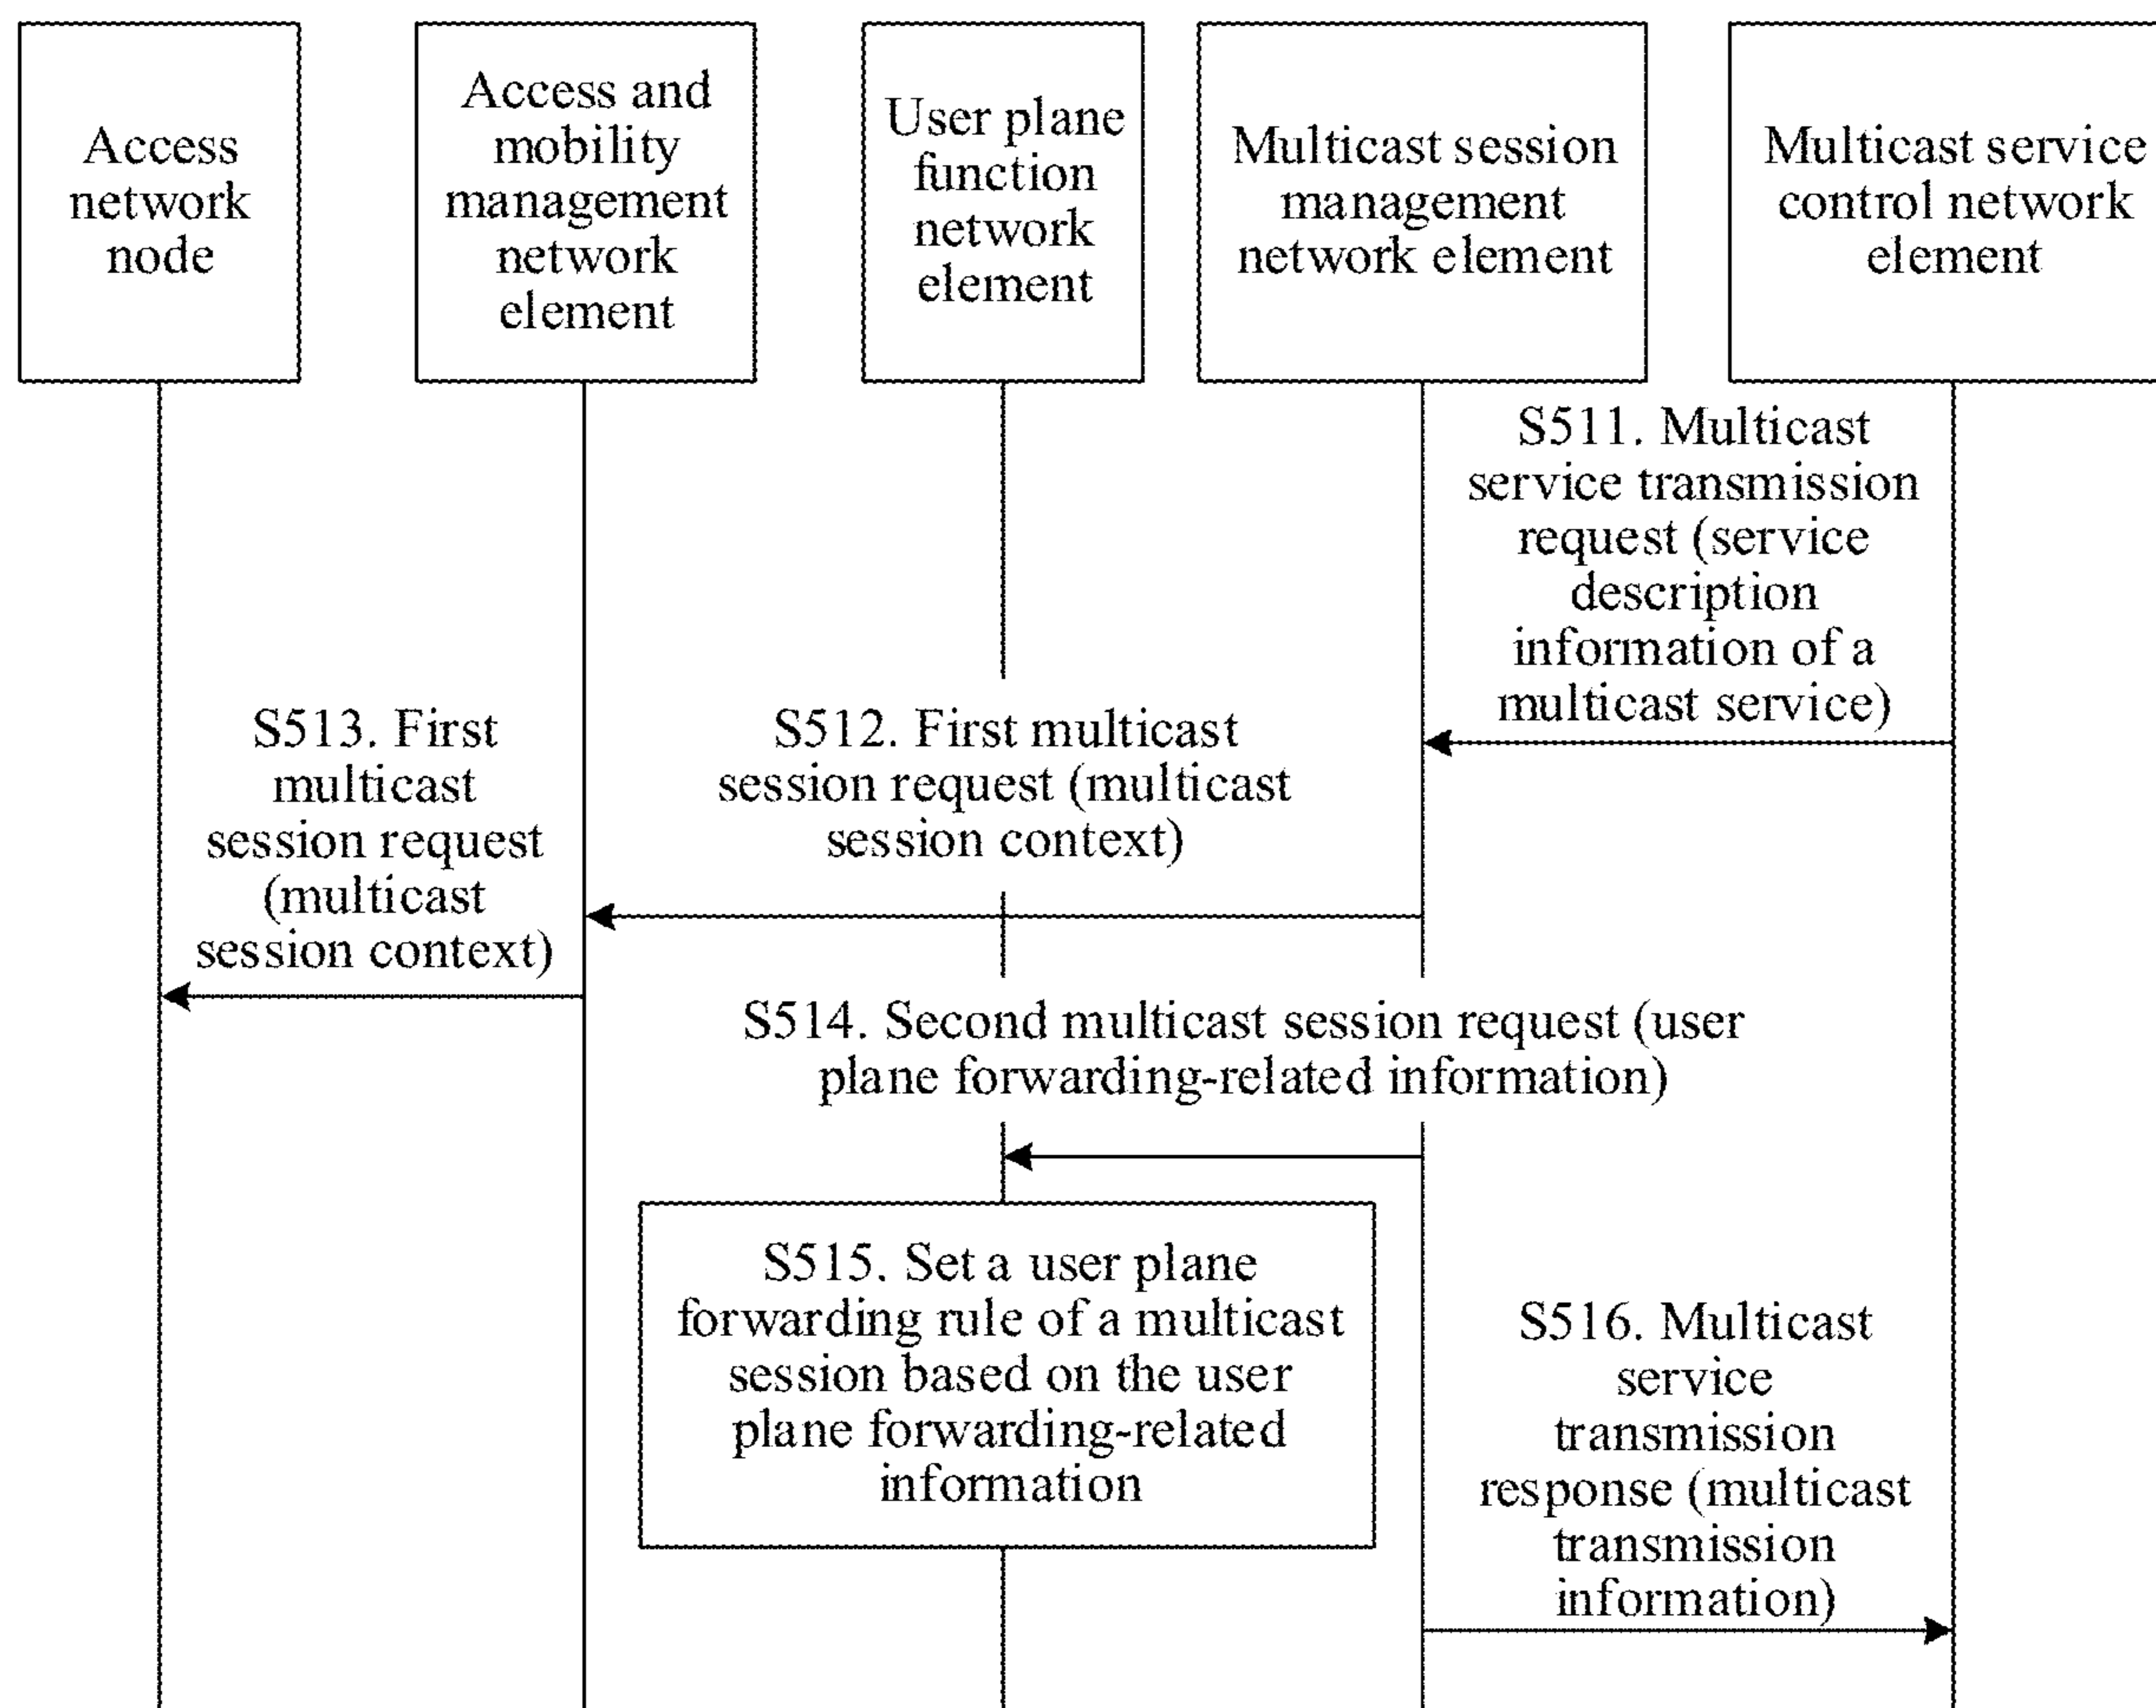 Access
network
node
Access and
mobility
management
network
element
User plane
function
network
element
Multicast session
management
network element
Multicast service
control network
element
S511. Multicast
service transmission
request (service
description
information of a
multicast service)
S512. First multicast
session request (multicast
session context)
S513. First
multicast
session request
(multicast
session context)
S514. Second multicast session request (user
plane forwarding-related information)
S515. Set a user plane
forwarding rule of a multicast
session based on the user
plane forwarding-related
information
S516. Multicast
service
transmission
response (multicast
transmission
information)